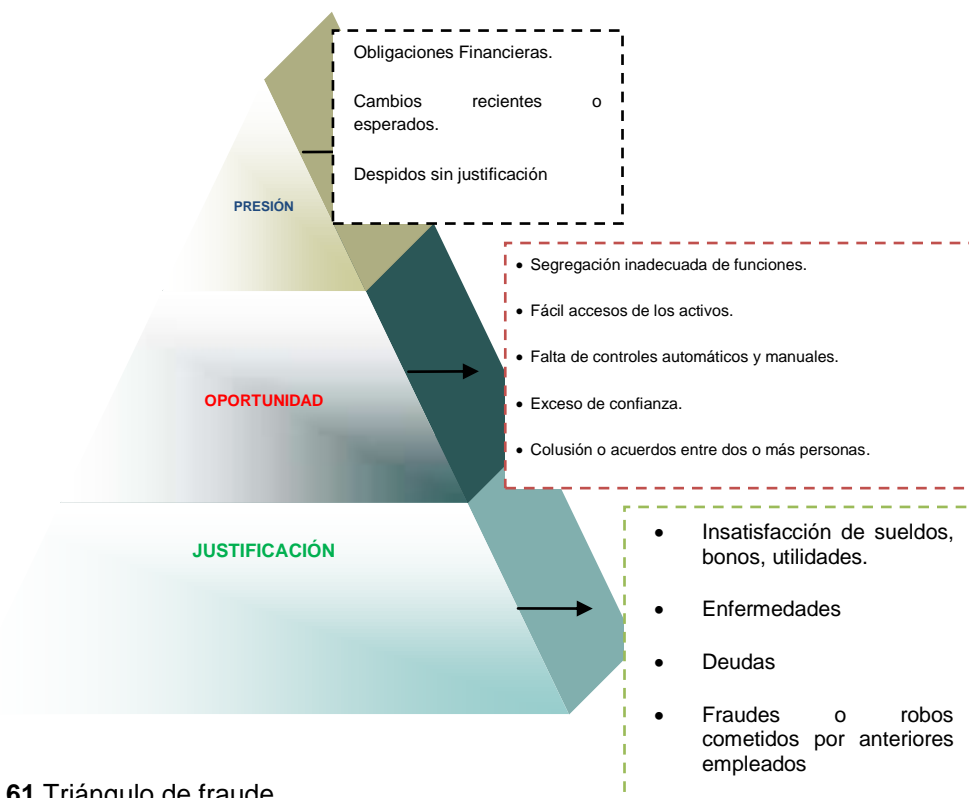 PRESIÓN
Obligaciones Financieras.
Cambios recientes o
esperados.
Despidos sin justificación
OPORTUNIDAD
• Segregación inadecuada de funciones.
• Fácil accesos de los activos.
• Falta de controles automáticos y manuales.
• Exceso de confianza.
• Colusión o acuerdos entre dos o más personas.
JUSTIFICACIÓN
• Insatisfacción de sueldos,
bonos, utilidades.
• Enfermedades
• Deudas
• Fraudes o robos
cometidos por anteriores
empleados
61 Triángulo de fraude